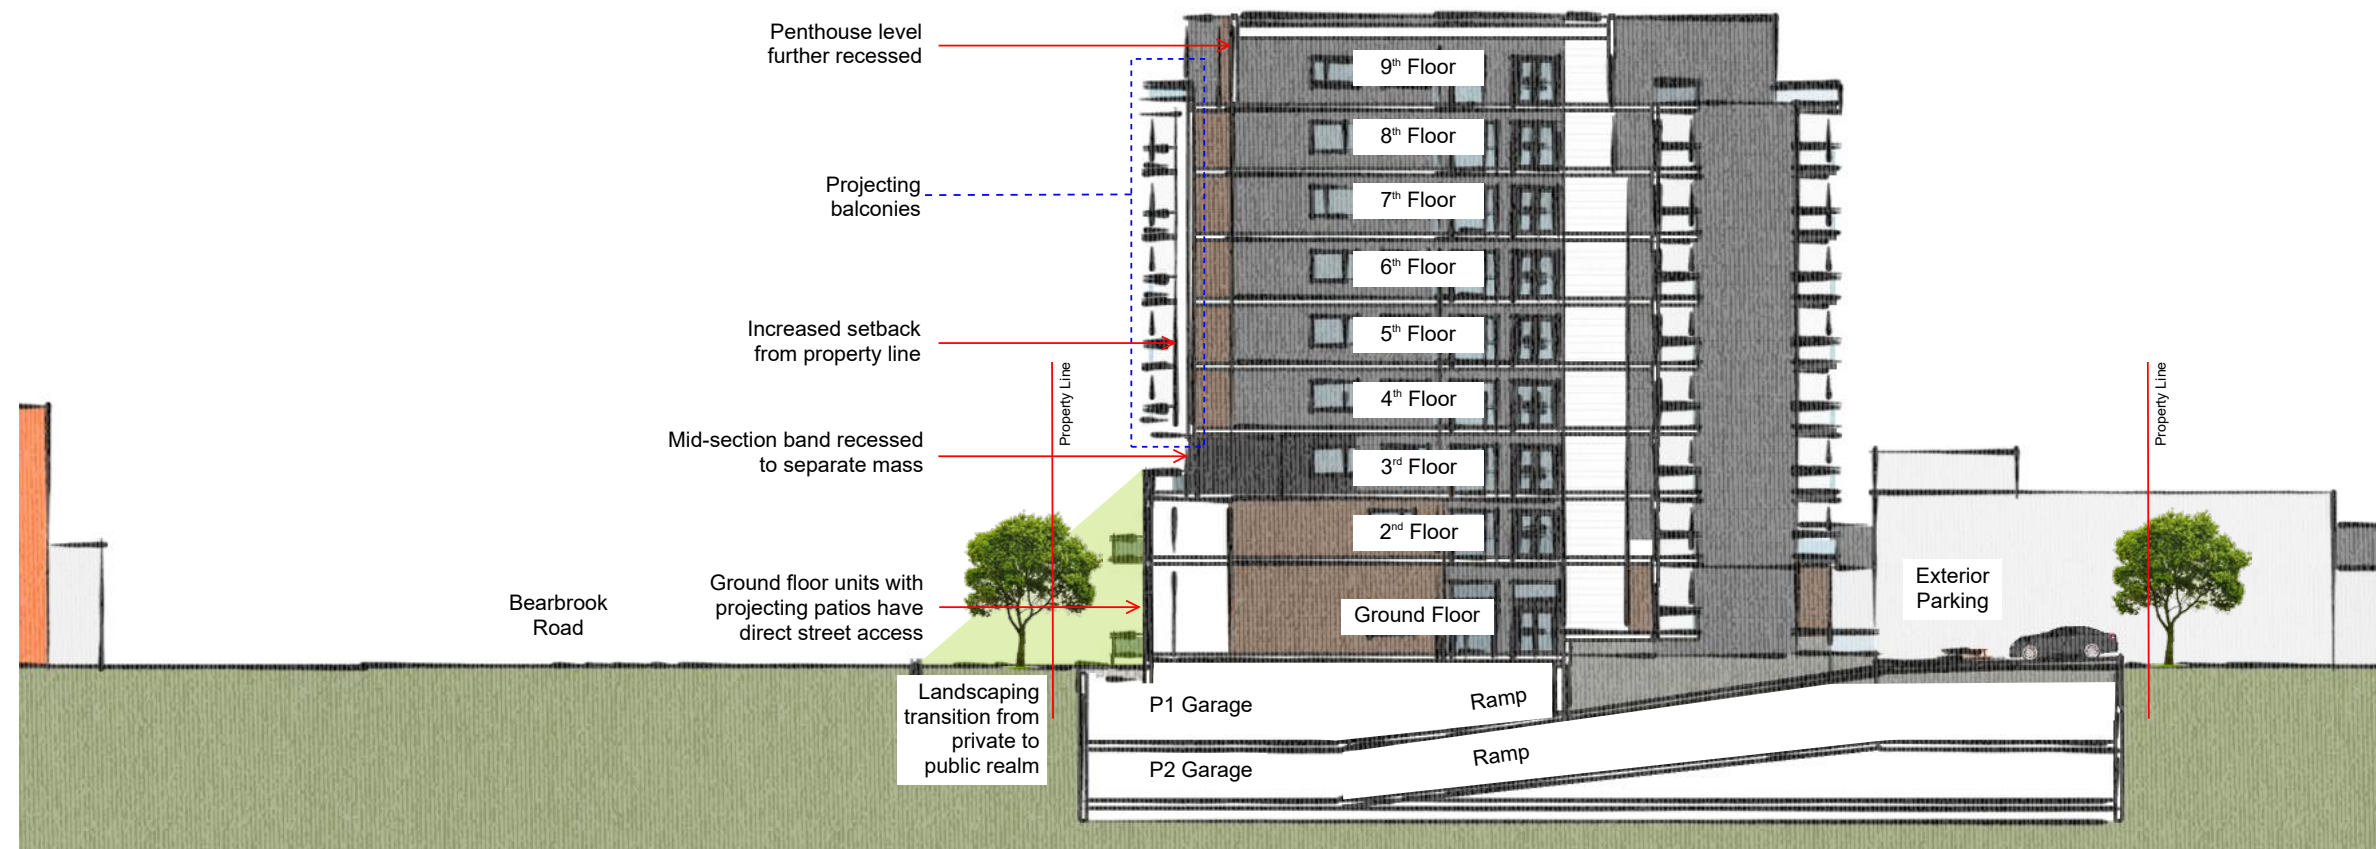 Penthouse level
further recessed
Projecting
balconies
Increased setback
from property line
Mid-section band recessed
to separate mass
Ground floor units with
projecting patios have
direct street access
Bearbrook
Road
Landscaping
transition from
private to
public realm
Property Line
9th Floor
8th Floor
7th Floor
6th Floor
5th Floor
4th Floor
3rd Floor
2nd Floor
Ground Floor
P1 Garage
Ramp
P2 Garage
Ramp
Exterior
Parking
Property Line